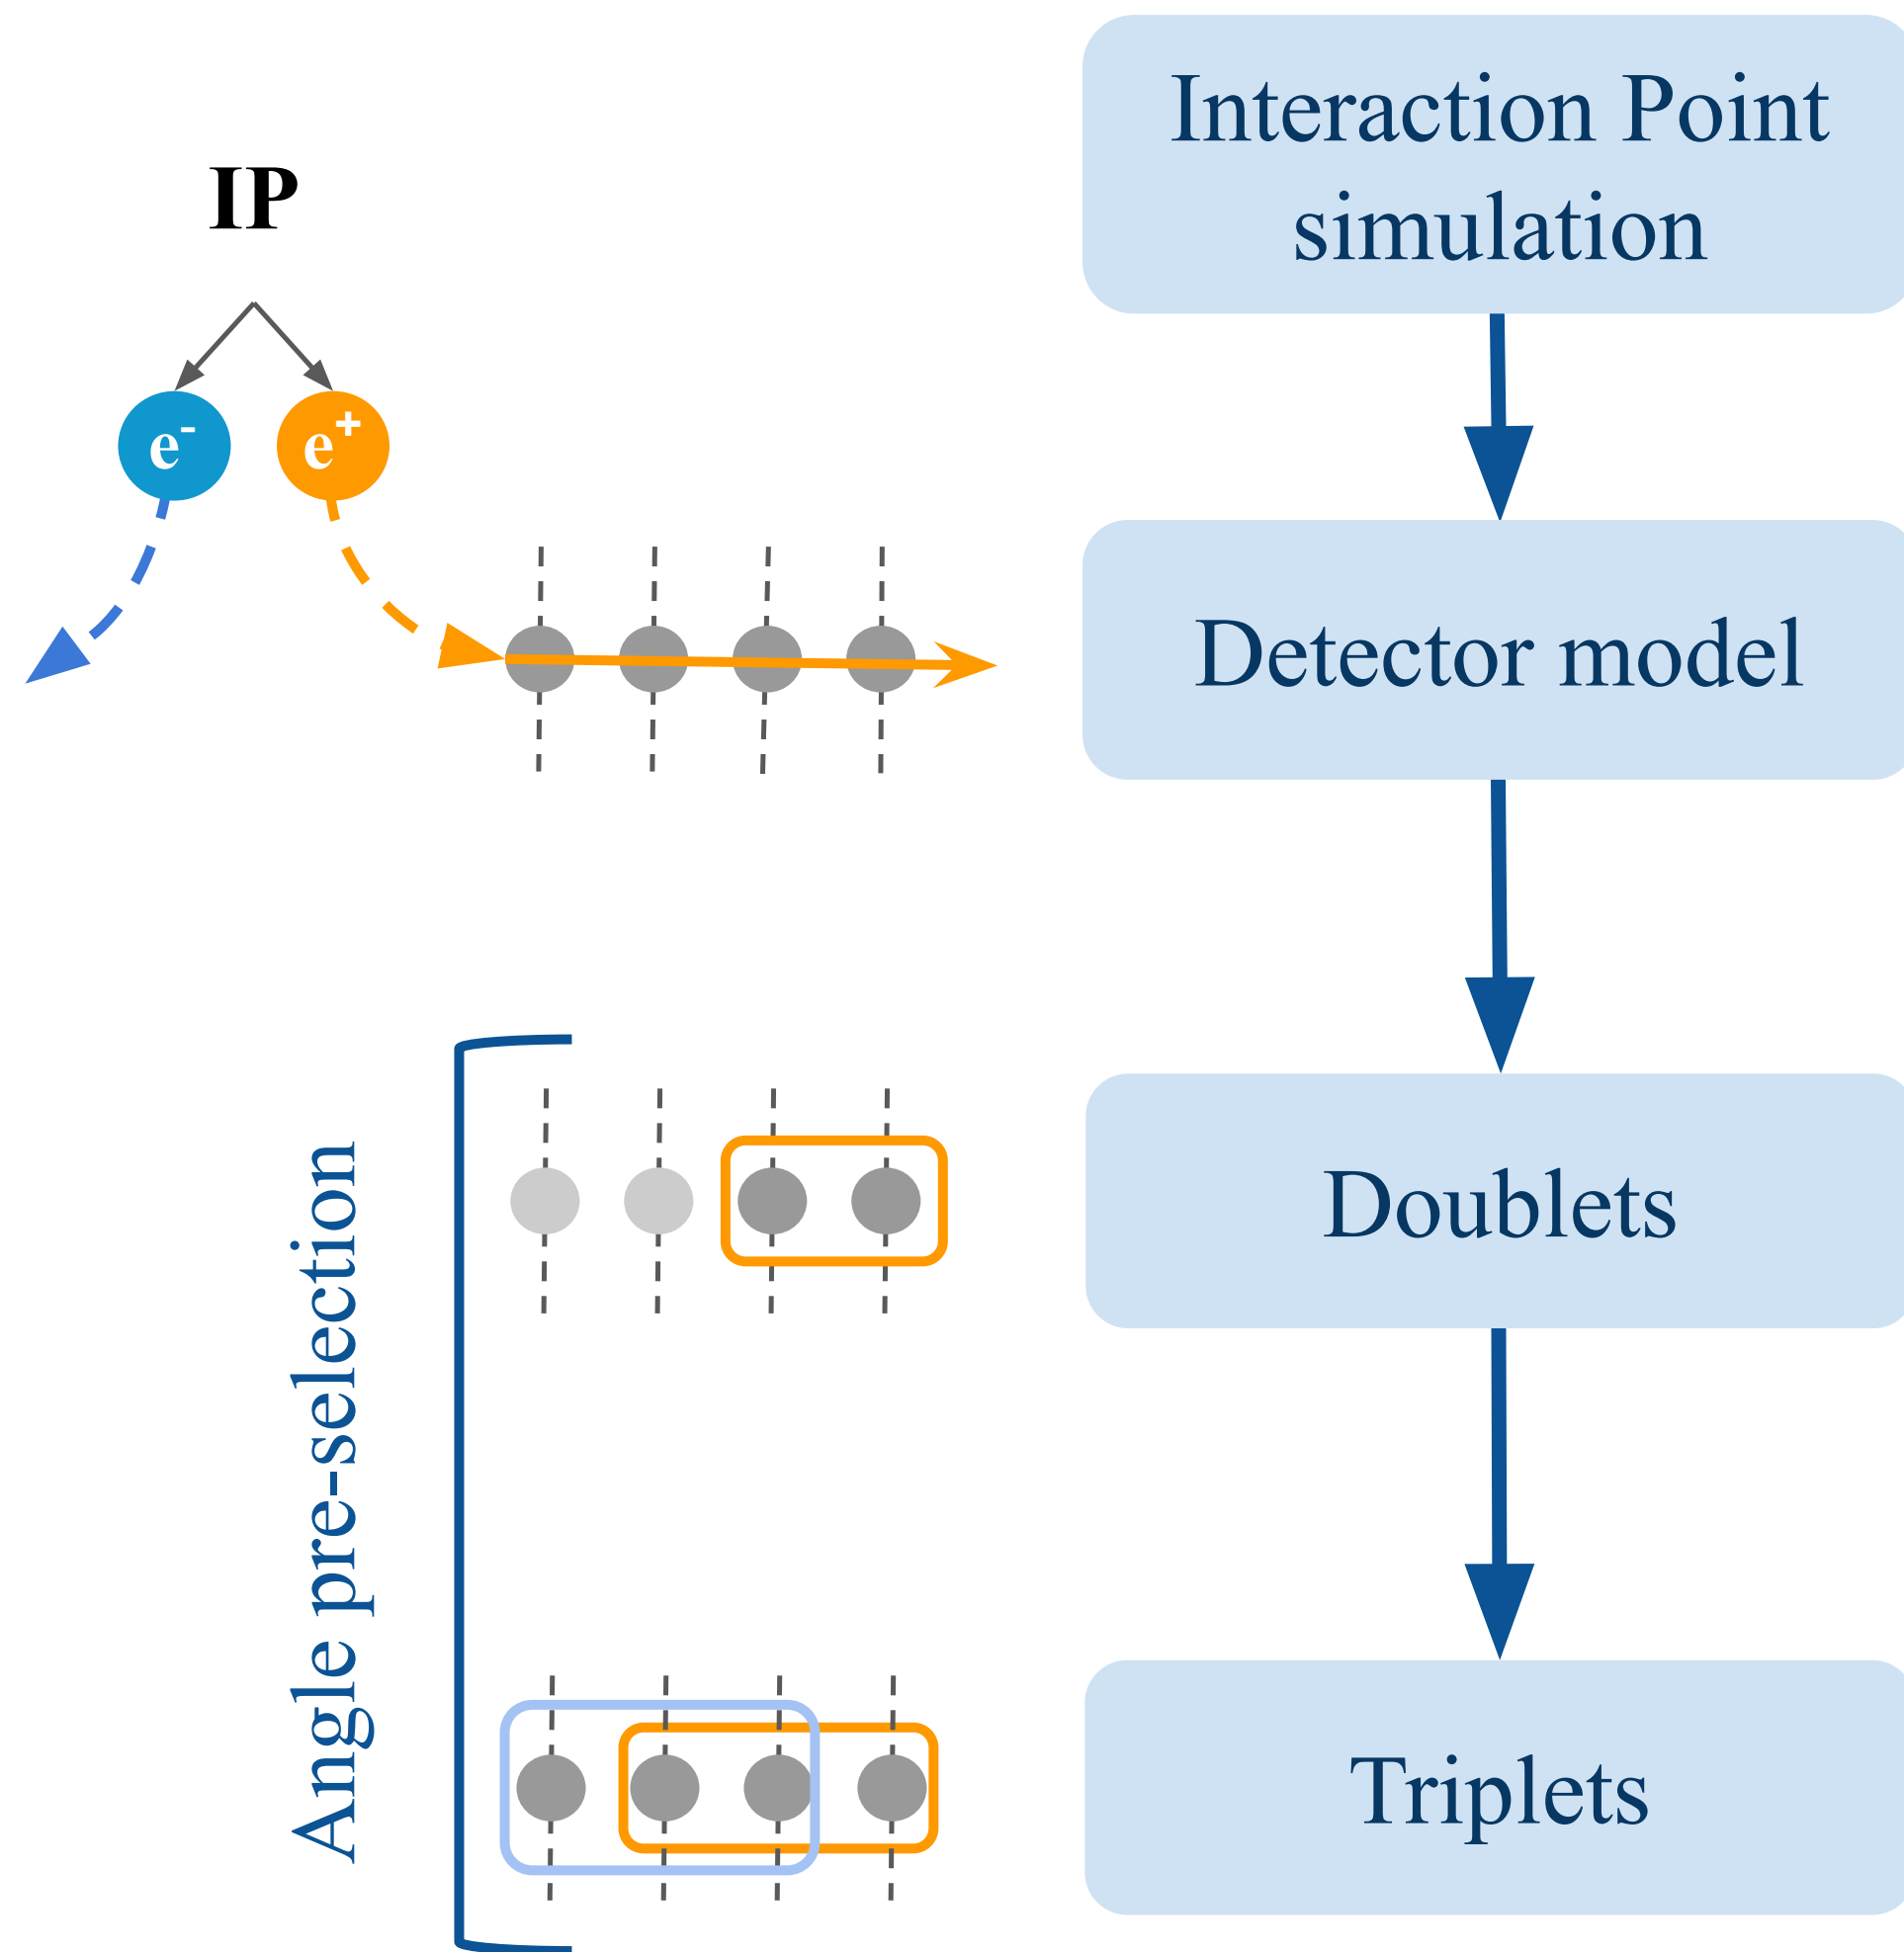 Interaction Point
simulation
IP
e-
e+
Detector model
Angle pre-selection
Doublets
Triplets